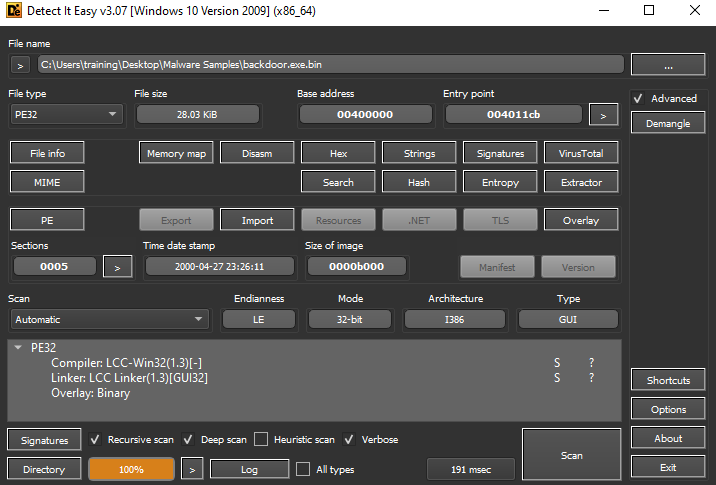 Detect It Easy v3.07 [Windows 10 Version 2009] (x86_64)
File name
> C:\Users\training\Desktop\Malware Samples\backdoor.exe.bin ...
File type File size Base address Entry point Advanced
PE32 28.03 KiB 00400000 004011cb > Demangle
File info Memory map Disasm Hex Strings Signatures VirusTotal
MIME Search Hash Entropy Extractor
PE Export Import Resources .NET TLS Overlay
Sections Time date stamp Size of image
0005 > 2000-04-27 23:26:11 0000b000 Manifest Version
Scan Endianness Mode Architecture Type
Automatic LE 32-bit I386 GUI
PE32
Compiler: LCC-Win32(1.3)[-] S ?
Linker: LCC Linker(1.3)[GUI32] S ?
Overlay: Binary
Shortcuts
Options
Signatures Recursive scan Deep scan Heuristic scan Verbose Scan About
Directory 100% > Log All types 191 msec Exit